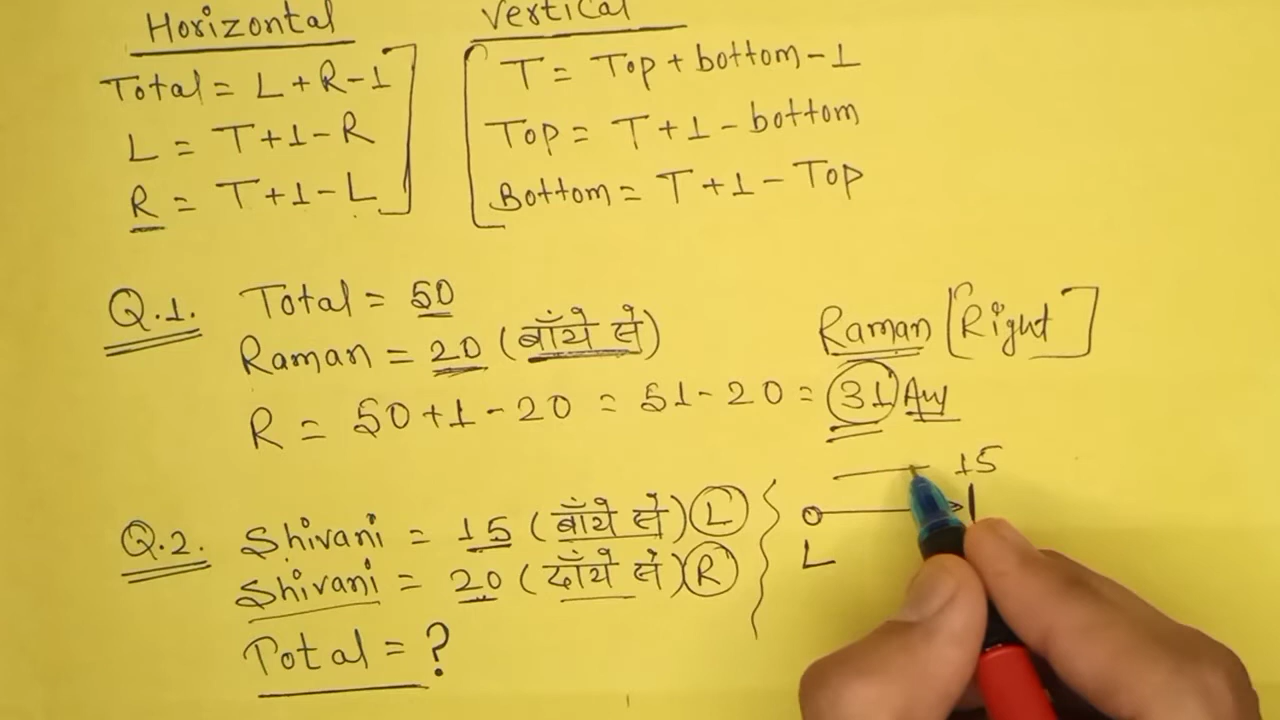 Horizontal
Total = L + R - 1
L = T + 1 - R
R = T + 1 - L
Vertical
T = Top + bottom - 1
Top = T + 1 - bottom
Bottom = T + 1 - Top
Q.1. Total = 50
Raman = 20 (बाँये से)
Raman [Right]
R = 50 + 1 - 20 = 51 - 20 = 31 Ans
Q.2. Shivani = 15 (बाँये से) L
Shivani = 20 (दाँये से) R
Total = ?
15
L